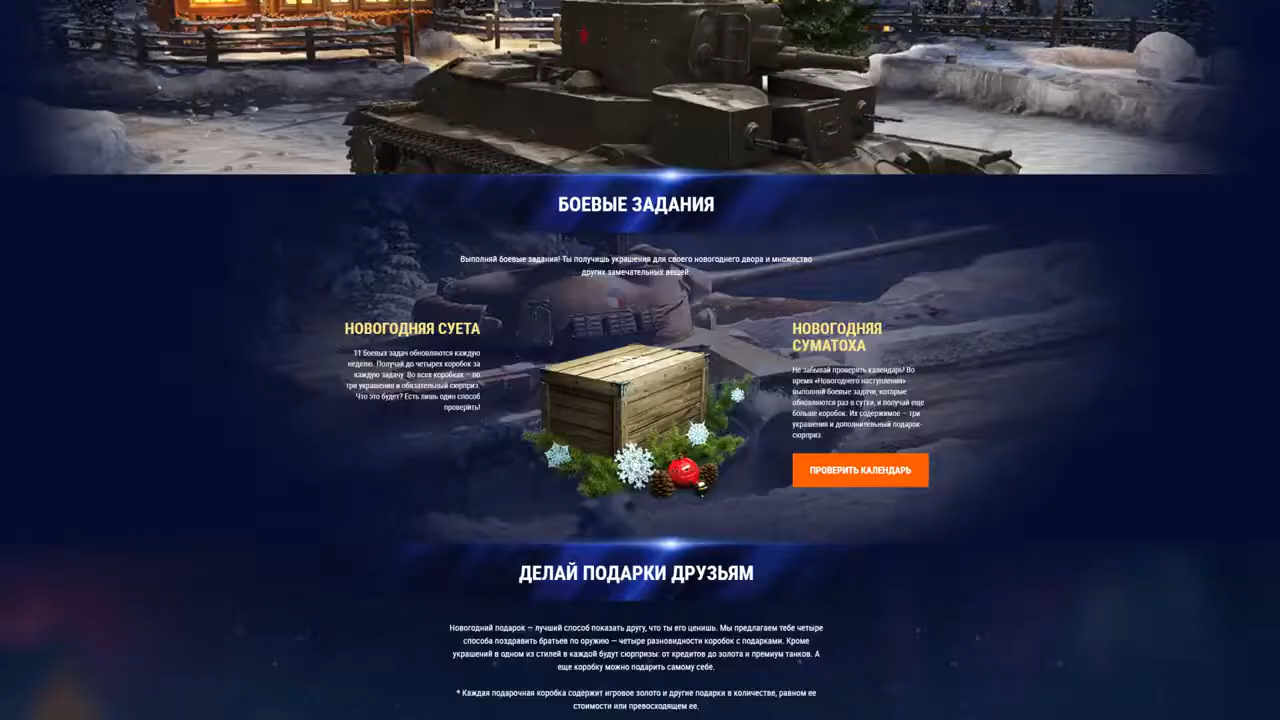 БОЕВЫЕ ЗАДАНИЯ
Выполняй боевые задания! Ты получишь украшения для своего новогоднего двора и множество
других замечательных вещей.
НОВОГОДНЯЯ СУЕТА
11 боевых задач обновляются каждую
неделю. Получай до четырех коробок за
каждую задачу. Во всех коробках – по
три украшения и обязательный сюрприз.
Что это будет? Есть лишь один способ
проверить!
НОВОГОДНЯЯ
СУМАТОХА
Не забывай проверять календарь! Во
время «Новогоднего наступления»
выполняй боевые задачи, которые
обновляются раз в сутки, и получай еще
больше коробок. Их содержимое – три
украшения и дополнительный подарок-
сюрприз.
ПРОВЕРИТЬ КАЛЕНДАРЬ
ДЕЛАЙ ПОДАРКИ ДРУЗЬЯМ
Новогодний подарок – лучший способ показать другу, что ты его ценишь. Мы предлагаем тебе четыре
способа поздравить братьев по оружию – четыре разновидности коробок с подарками. Кроме
украшений в одном из стилей в каждой будут сюрпризы: от кредитов до золота и премиум танков. А
еще коробку можно подарить самому себе.
* Каждая подарочная коробка содержит игровое золото и другие подарки в количестве, равном ее
стоимости или превосходящем ее.